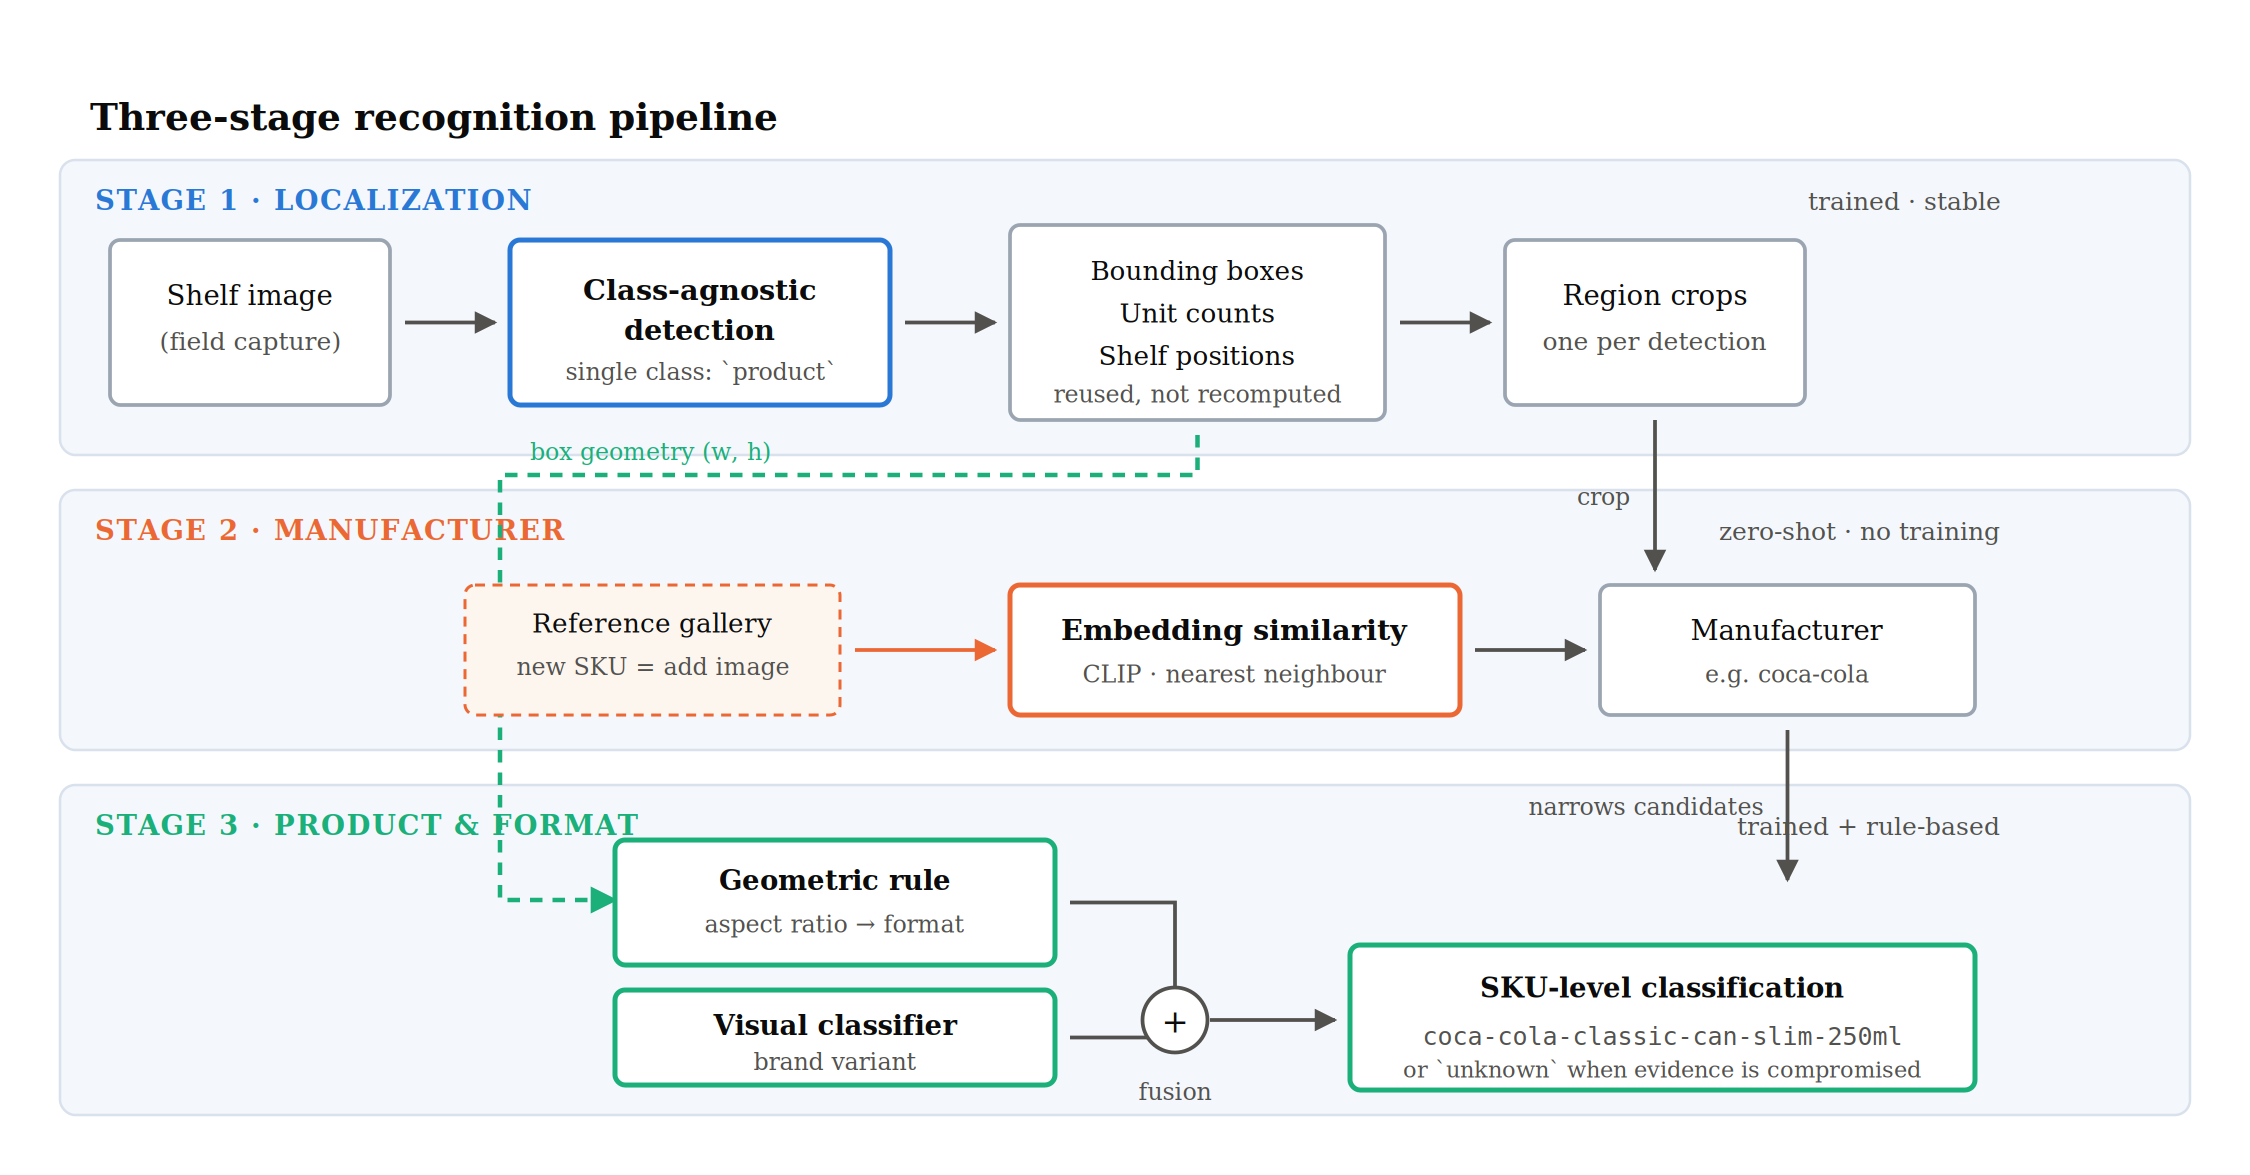 Three-stage recognition pipeline
STAGE 1 · LOCALIZATION
trained · stable
Shelf image
(field capture)
Class-agnostic
detection
single class: `product`
Bounding boxes
Unit counts
Shelf positions
reused, not recomputed
Region crops
one per detection
box geometry (w, h)
crop
STAGE 2 · MANUFACTURER
zero-shot · no training
Reference gallery
new SKU = add image
Embedding similarity
CLIP · nearest neighbour
Manufacturer
e.g. coca-cola
narrows candidates
STAGE 3 · PRODUCT & FORMAT
trained + rule-based
Geometric rule
aspect ratio → format
Visual classifier
brand variant
+
fusion
SKU-level classification
coca-cola-classic-can-slim-250ml
or `unknown` when evidence is compromised